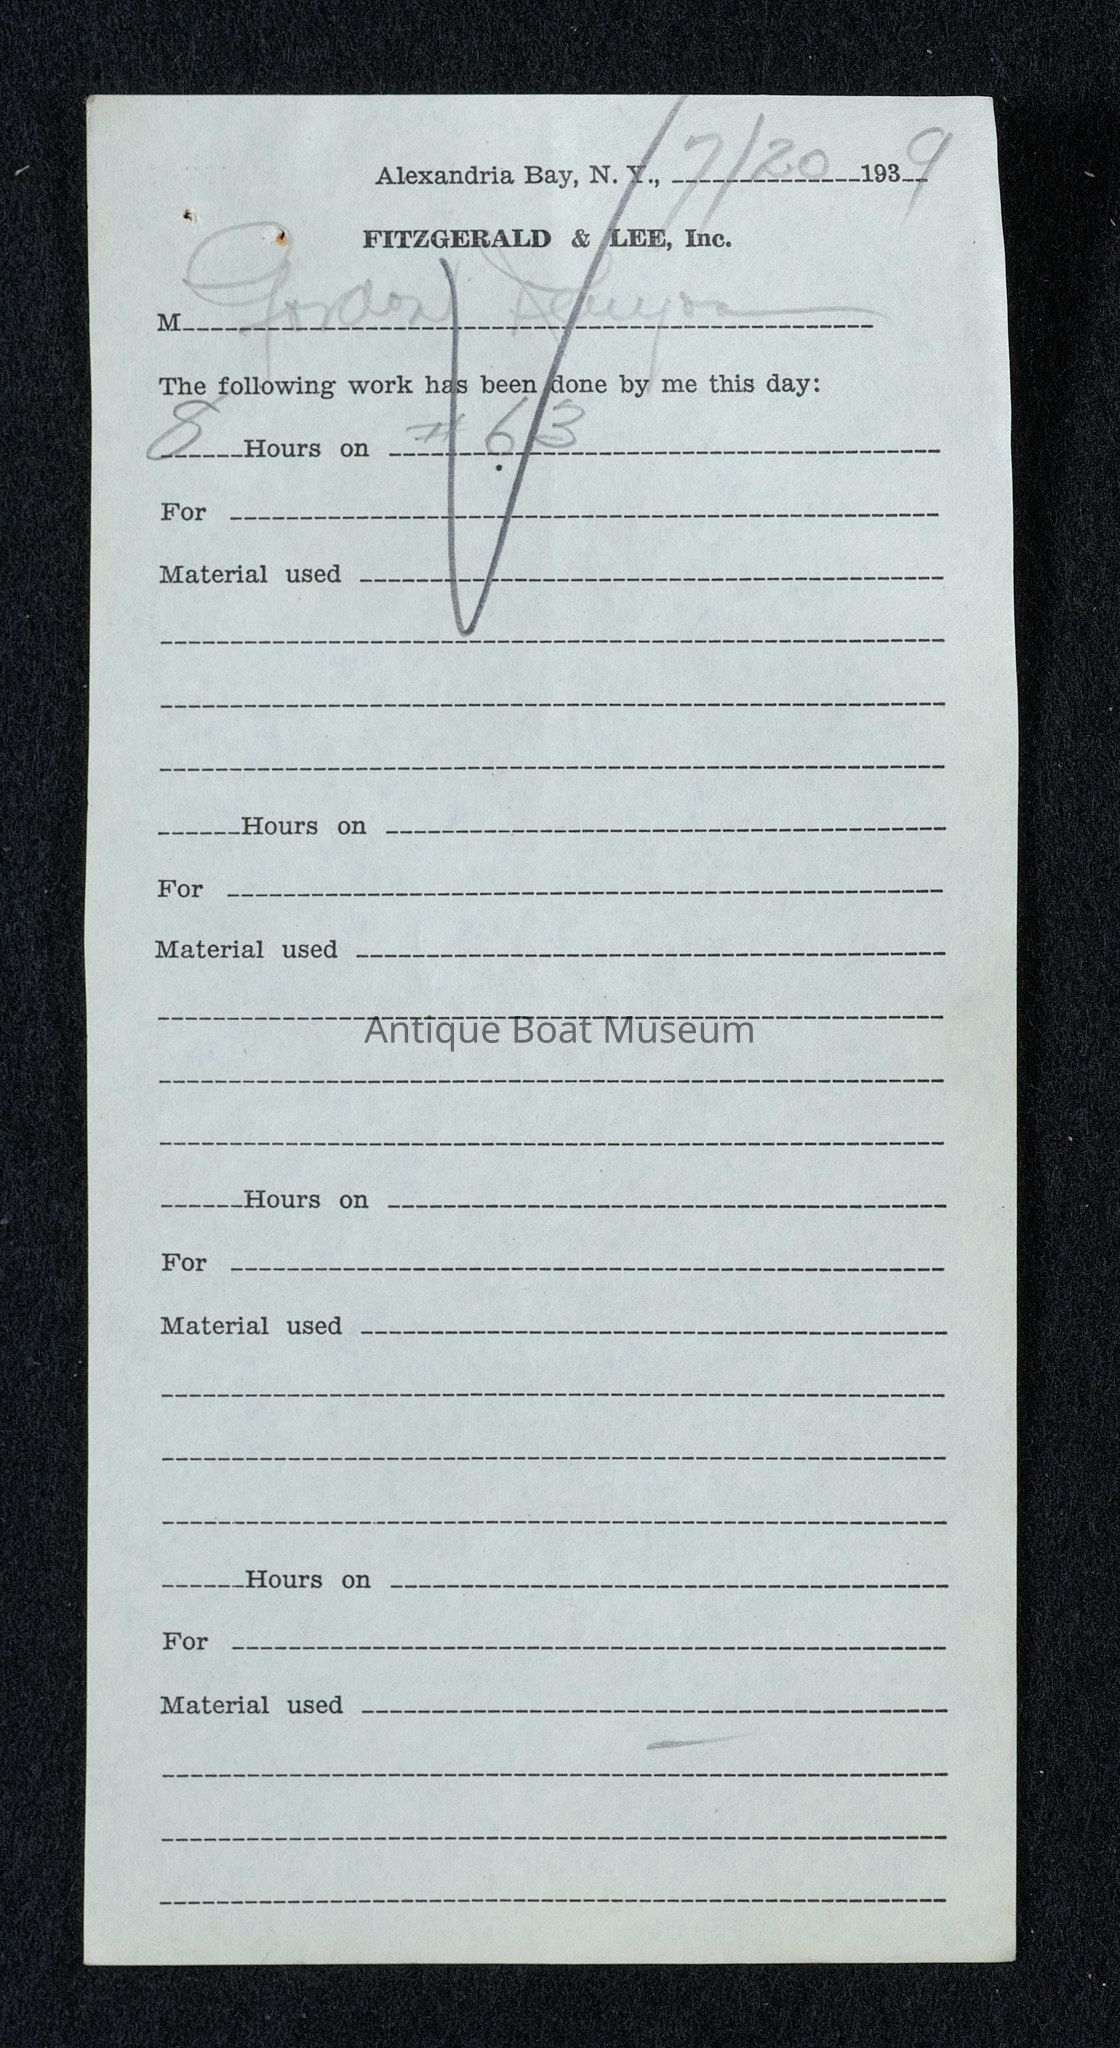 Alexandria Bay, N. Y., 7/20 1939
FITZGERALD & LEE, Inc.
M Gordon
The following work has been done by me this day:
8 Hours on # 63
For
Material used
Hours on
For
Material used
Antique Boat Museum
Hours on
For
Material used
Hours on
For
Material used